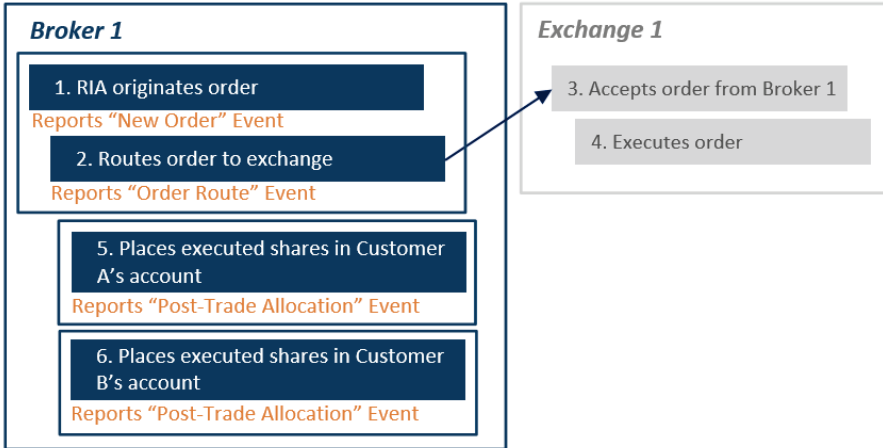 Broker 1
1. RIA originates order
Reports “New Order” Event
2. Routes order to exchange
Reports “Order Route” Event
5. Places executed shares in Customer
A’s account
Reports “Post-Trade Allocation” Event
6. Places executed shares in Customer
B’s account
Reports “Post-Trade Allocation” Event
Exchange 1
3. Accepts order from Broker 1
4. Executes order